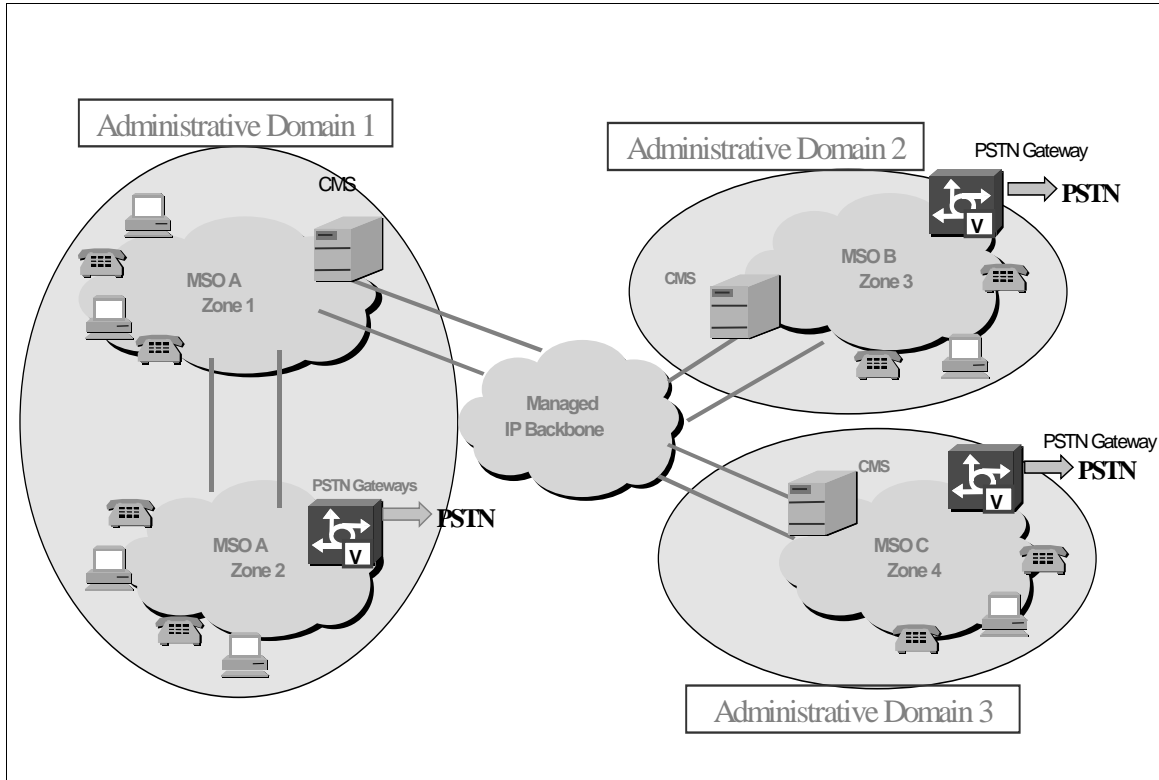 Administrative Domain 1
CMS
MSO A
Zone 1
PSTN Gateways
PSTN
MSO A
Zone 2
V
Managed
IP Backbone
Administrative Domain 2
PSTN Gateway
PSTN
V
MSO B
Zone 3
CMS
PSTN Gateway
PSTN
CMS
V
MSO C
Zone 4
Administrative Domain 3